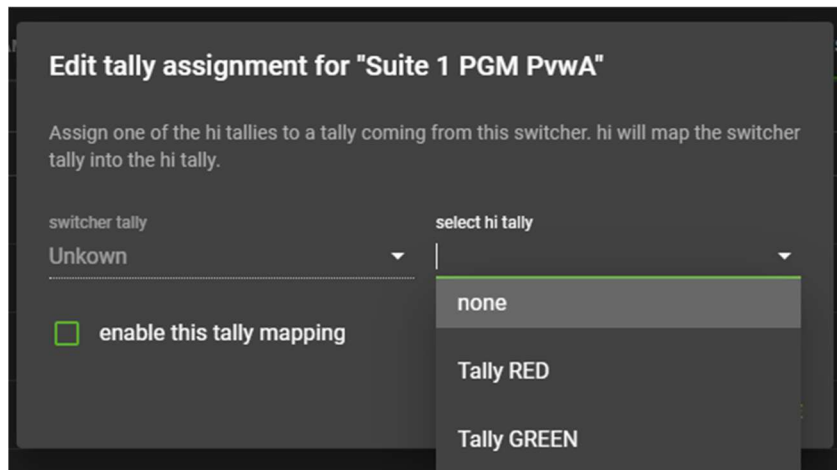 Edit tally assignment for "Suite 1 PGM PvwA"
Assign one of the hi tallies to a tally coming from this switcher. hi will map the switcher
tally into the hi tally.
switcher tally
Unkown
select hi tally
none
Tally RED
Tally GREEN
enable this tally mapping